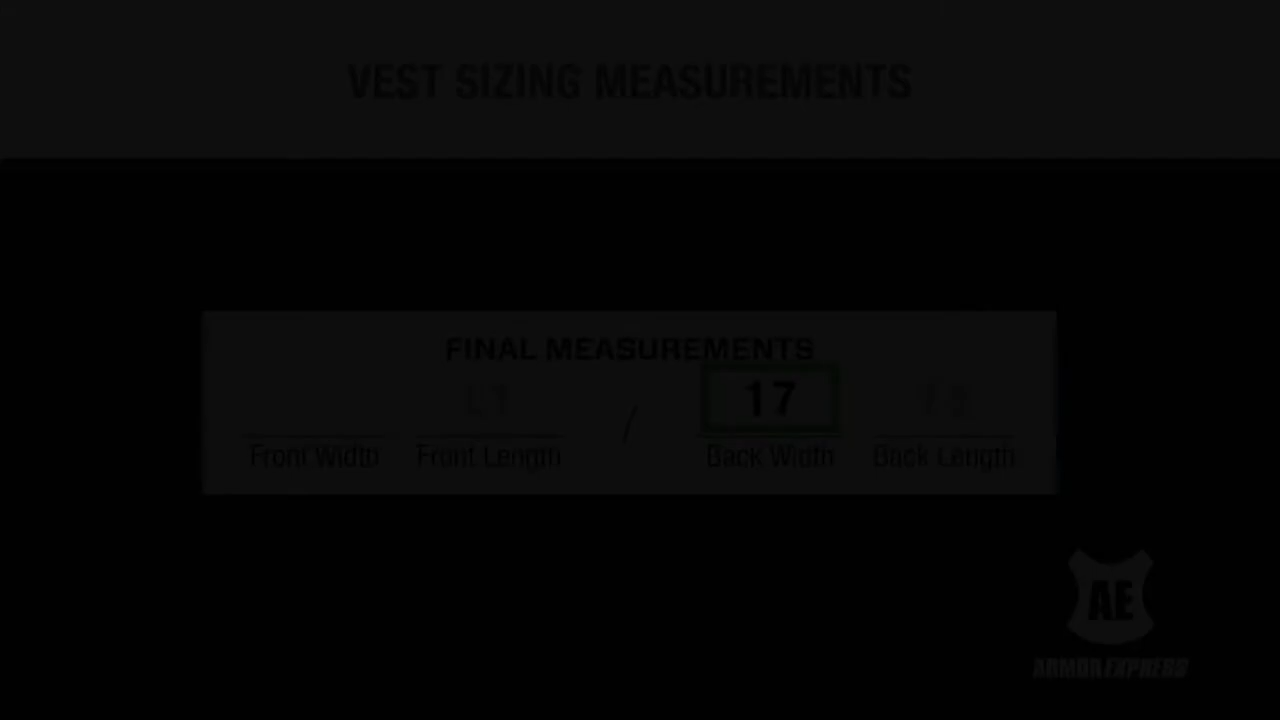 VEST SIZING MEASUREMENTS
FINAL MEASUREMENTS
/ 17
Front Width Front Length Back Width Back Length
AE
ARMOR EXPRESS